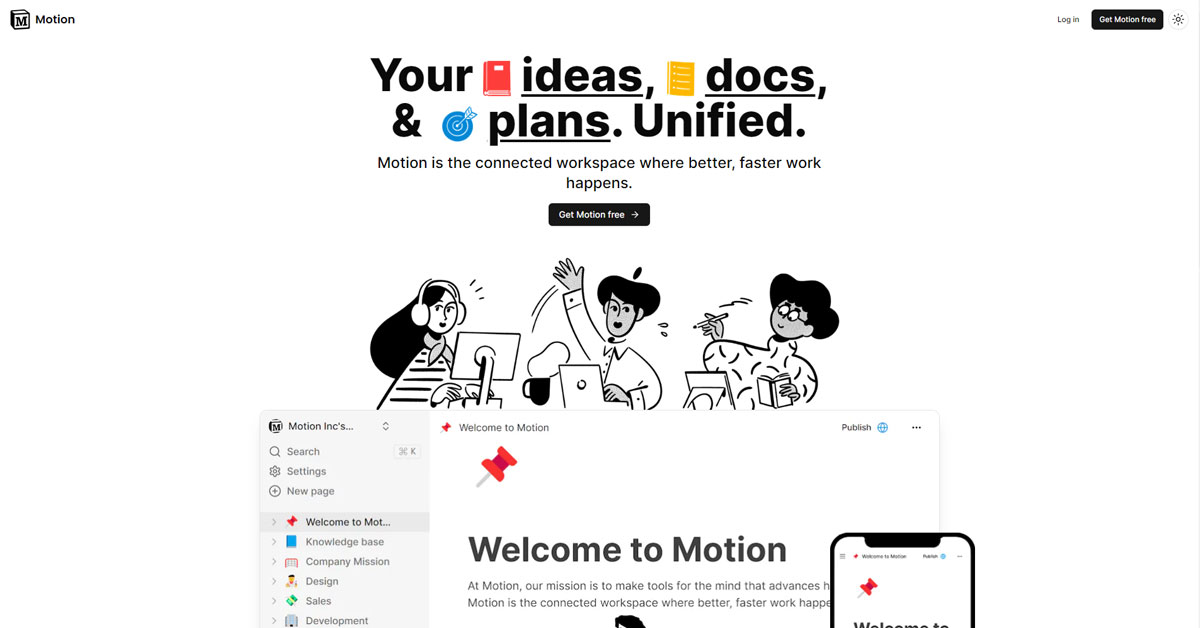 M Motion
Log in
Get Motion free
Your ideas, docs,
& plans. Unified.
Motion is the connected workspace where better, faster work
happens.
Get Motion free →
M Motion Inc's...
Search ⌘ K
Settings
New page
Welcome to Mot...
Knowledge base
Company Mission
Design
Sales
Development
Welcome to Motion
Publish
Welcome to Motion
At Motion, our mission is to make tools for the mind that advances h
Motion is the connected workspace where better, faster work happe
Welcome to Motion
Publish
Welcome to